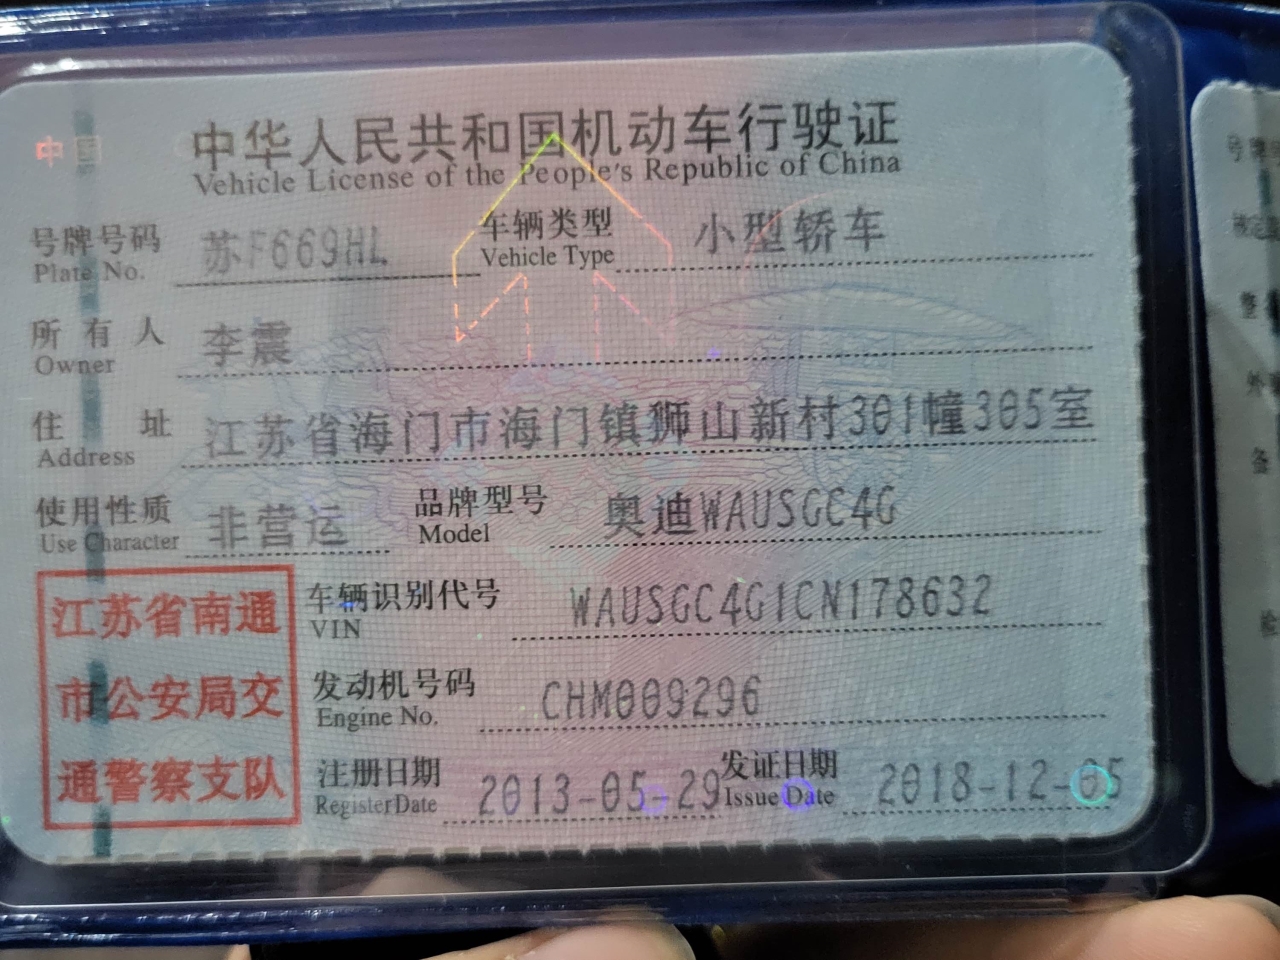 中国
中华人民共和国机动车行驶证
Vehicle License of the People's Republic of China
号牌号码 苏F669HL 车辆类型 小型轿车
Plate No. Vehicle Type
所有人 李震
Owner
住址 江苏省海门市海门镇狮山新村301幢305室
Address
使用性质 非营运 品牌型号 奥迪WAUSGC4G
Use Character Model
江苏省南通
市公安局交
通警察支队
车辆识别代号 WAUSGC4G1CN178632
VIN
发动机号码 CHM009296
Engine No.
注册日期 2013-05-29 发证日期 2018-12-05
Register Date Issue Date
号牌
整
外
备
检